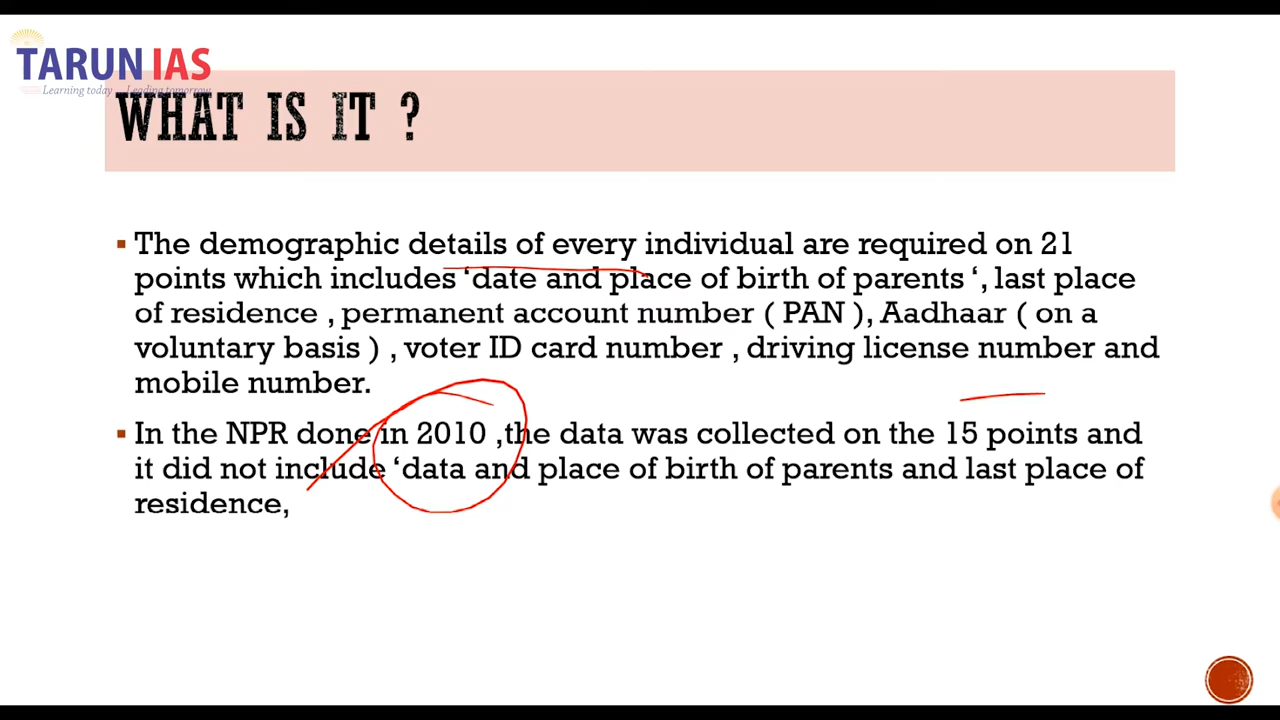 TARUN IAS
Learning today Leading tomorrow
WHAT IS IT ?
▪ The demographic details of every individual are required on 21
points which includes ‘date and place of birth of parents ‘, last place
of residence , permanent account number ( PAN ), Aadhaar ( on a
voluntary basis ) , voter ID card number , driving license number and
mobile number.
▪ In the NPR done in 2010 ,the data was collected on the 15 points and
it did not include ‘data and place of birth of parents and last place of
residence,